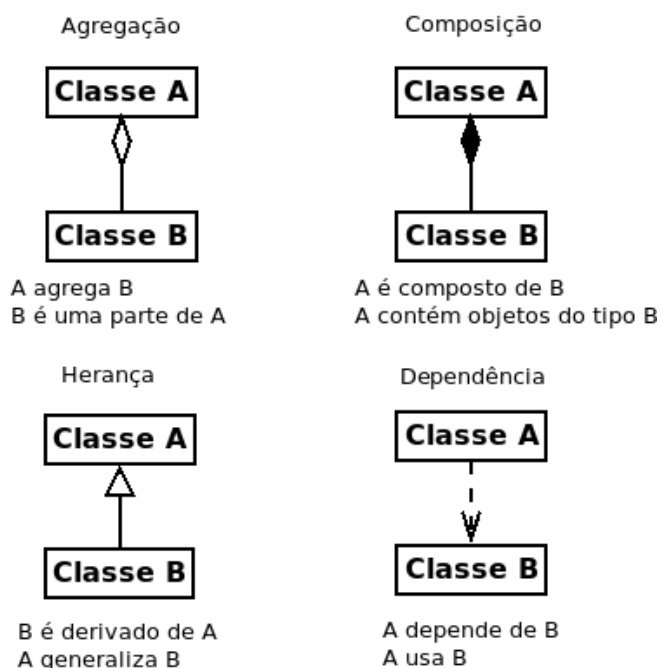 Agregação
Classe A
Classe B
A agrega B
B é uma parte de A
Composição
Classe A
Classe B
A é composto de B
A contém objetos do tipo B
Herança
Classe A
Classe B
B é derivado de A
A generaliza B
Dependência
Classe A
Classe B
A depende de B
A usa B